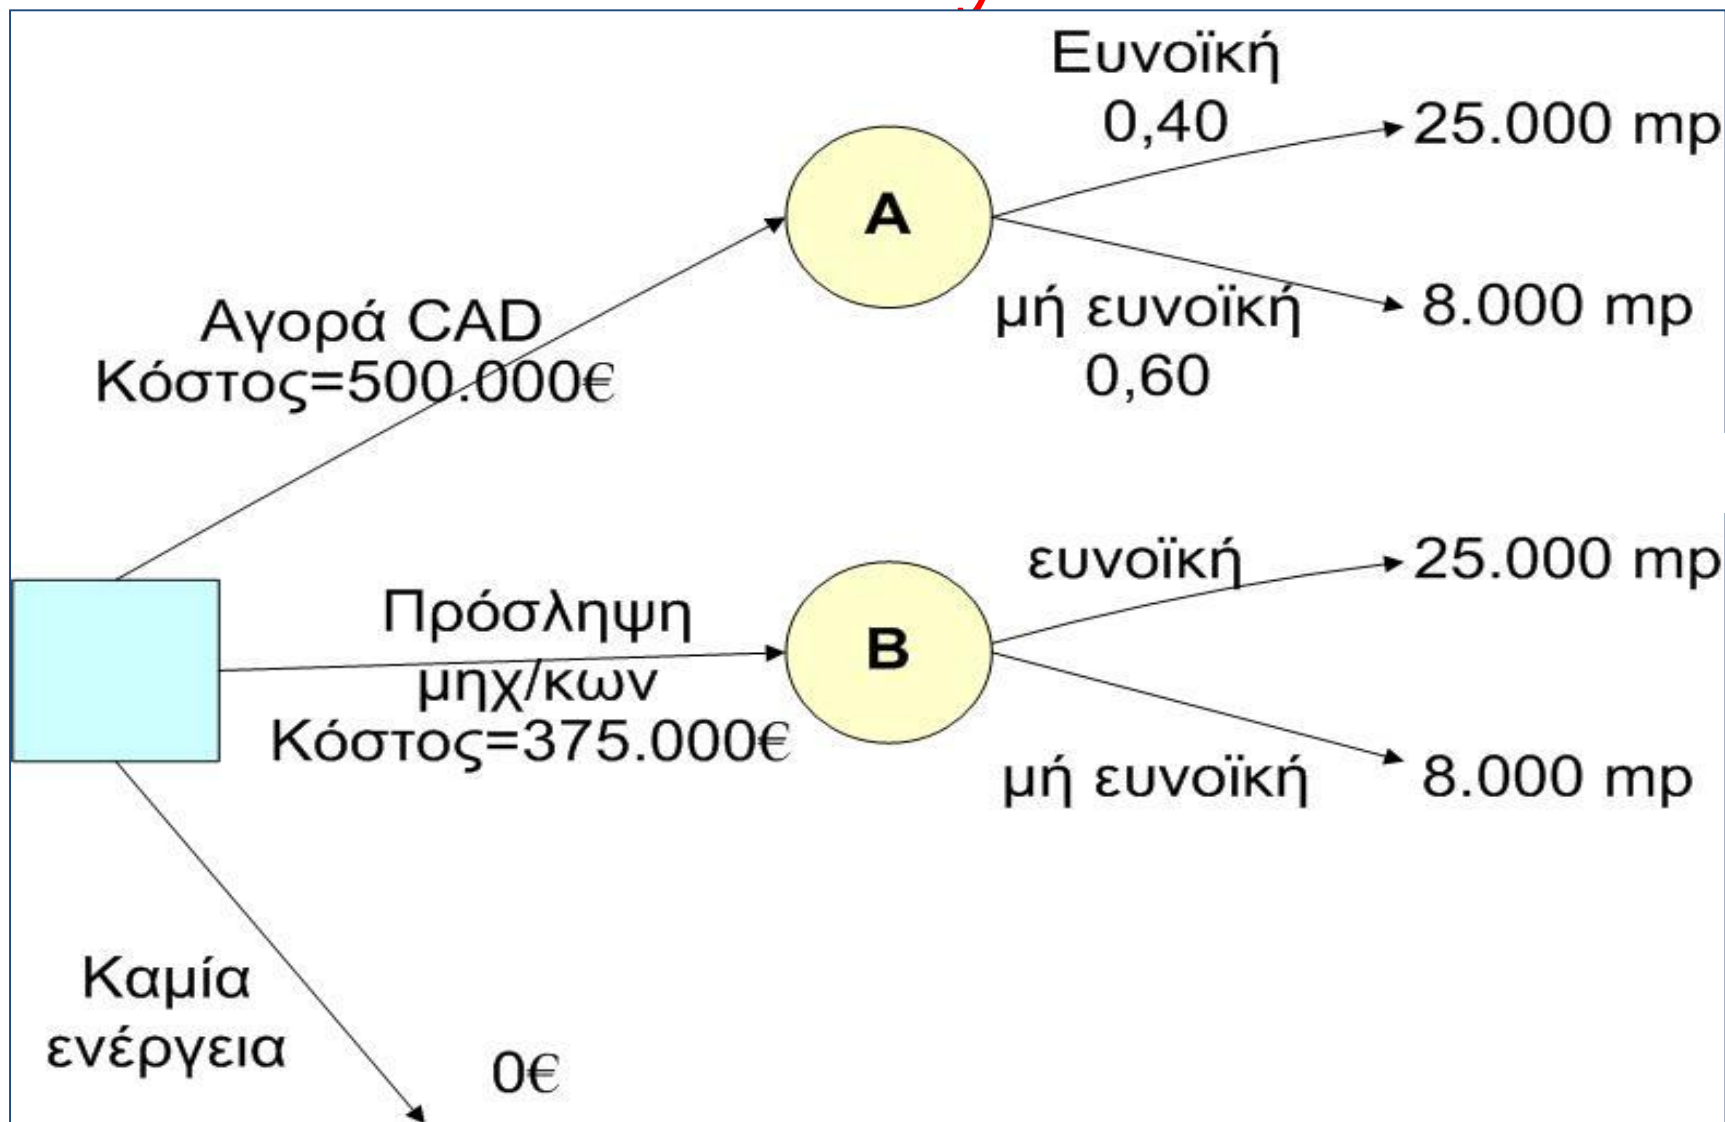 Ευνοϊκή
0,40
25.000 mp
A
μή ευνοϊκή
0,60
8.000 mp
Αγορά CAD
Κόστος=500.000€
ευνοϊκή
25.000 mp
Πρόσληψη
μηχ/κων
Κόστος=375.000€
B
μή ευνοϊκή
8.000 mp
Καμία
ενέργεια
0€